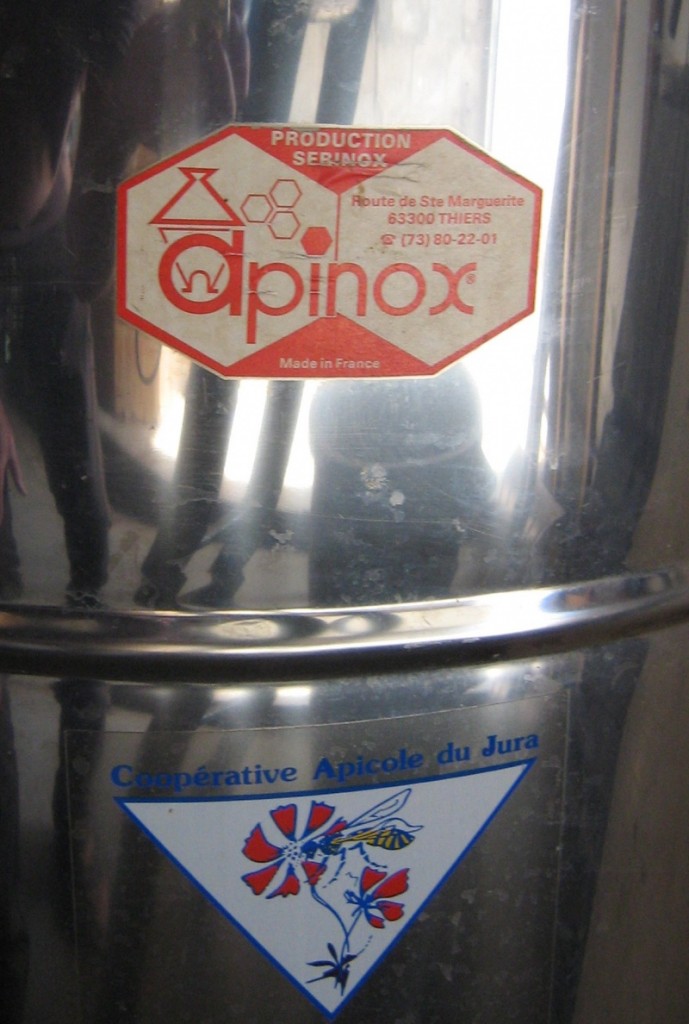 PRODUCTION
SERINOX
Route de Ste Marguerite
63300 THIERS
☎ (73) 80-22-01
apinox®
Made in France
Coopérative Apicole du Jura